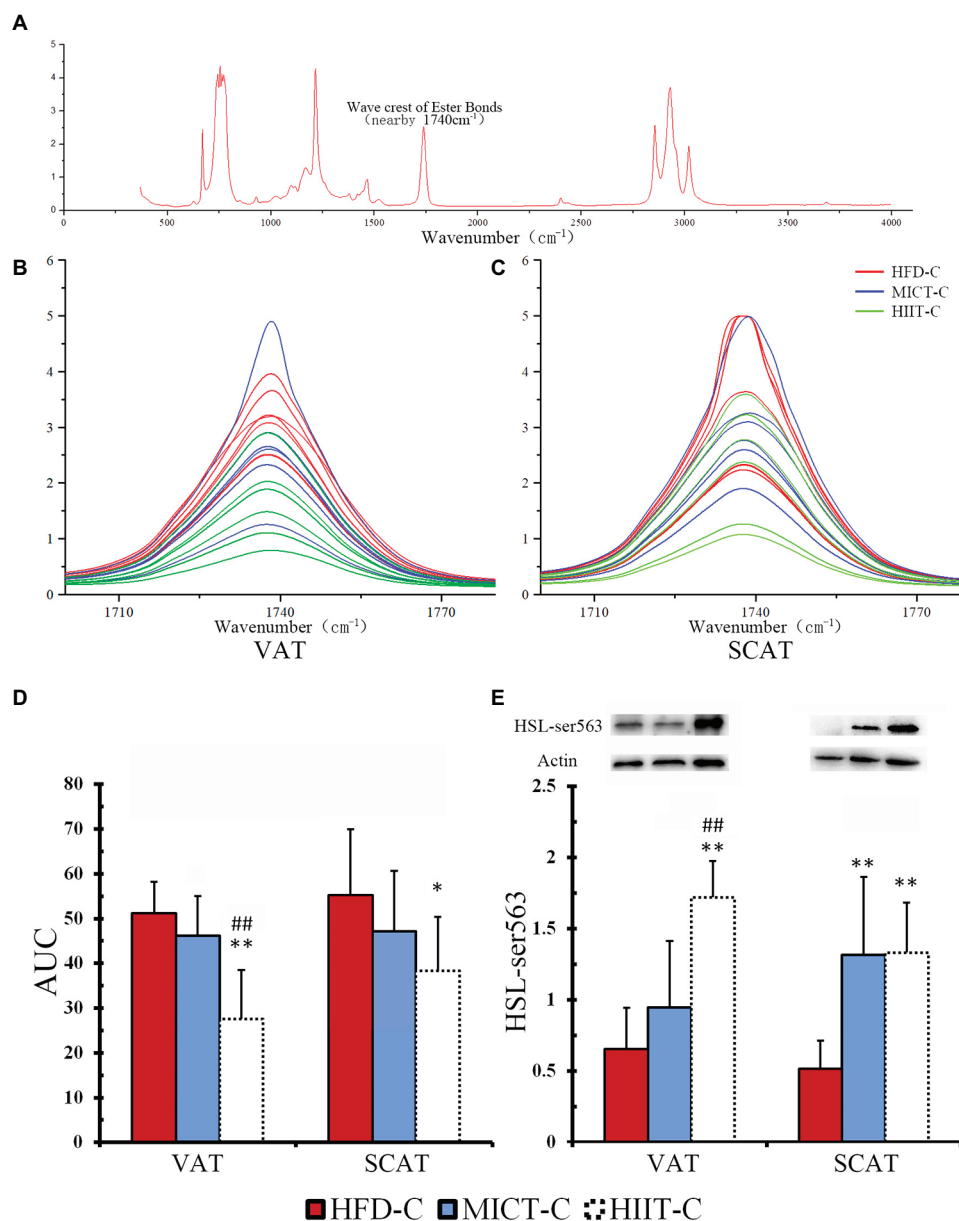 A
5
4
3
2
1
0
Wave crest of Ester Bonds
(nearby 1740cm⁻¹)
0 500 1000 1500 2000 2500 3000 3500 4000
Wavenumber (cm⁻¹)
B
6
5
4
3
2
1
0
1710 1740 1770
Wavenumber (cm⁻¹)
VAT
C
6
5
4
3
2
1
0
HFD-C
MICT-C
HIIT-C
1710 1740 1770
Wavenumber (cm⁻¹)
SCAT
D
AUC
80
70
60
50
40
30
20
10
0
##
**
*
VAT SCAT
E
HSL-ser563
Actin
HSL-ser563
2.5
2
1.5
1
0.5
0
##
**
**
**
VAT SCAT
HFD-C MICT-C HIIT-C